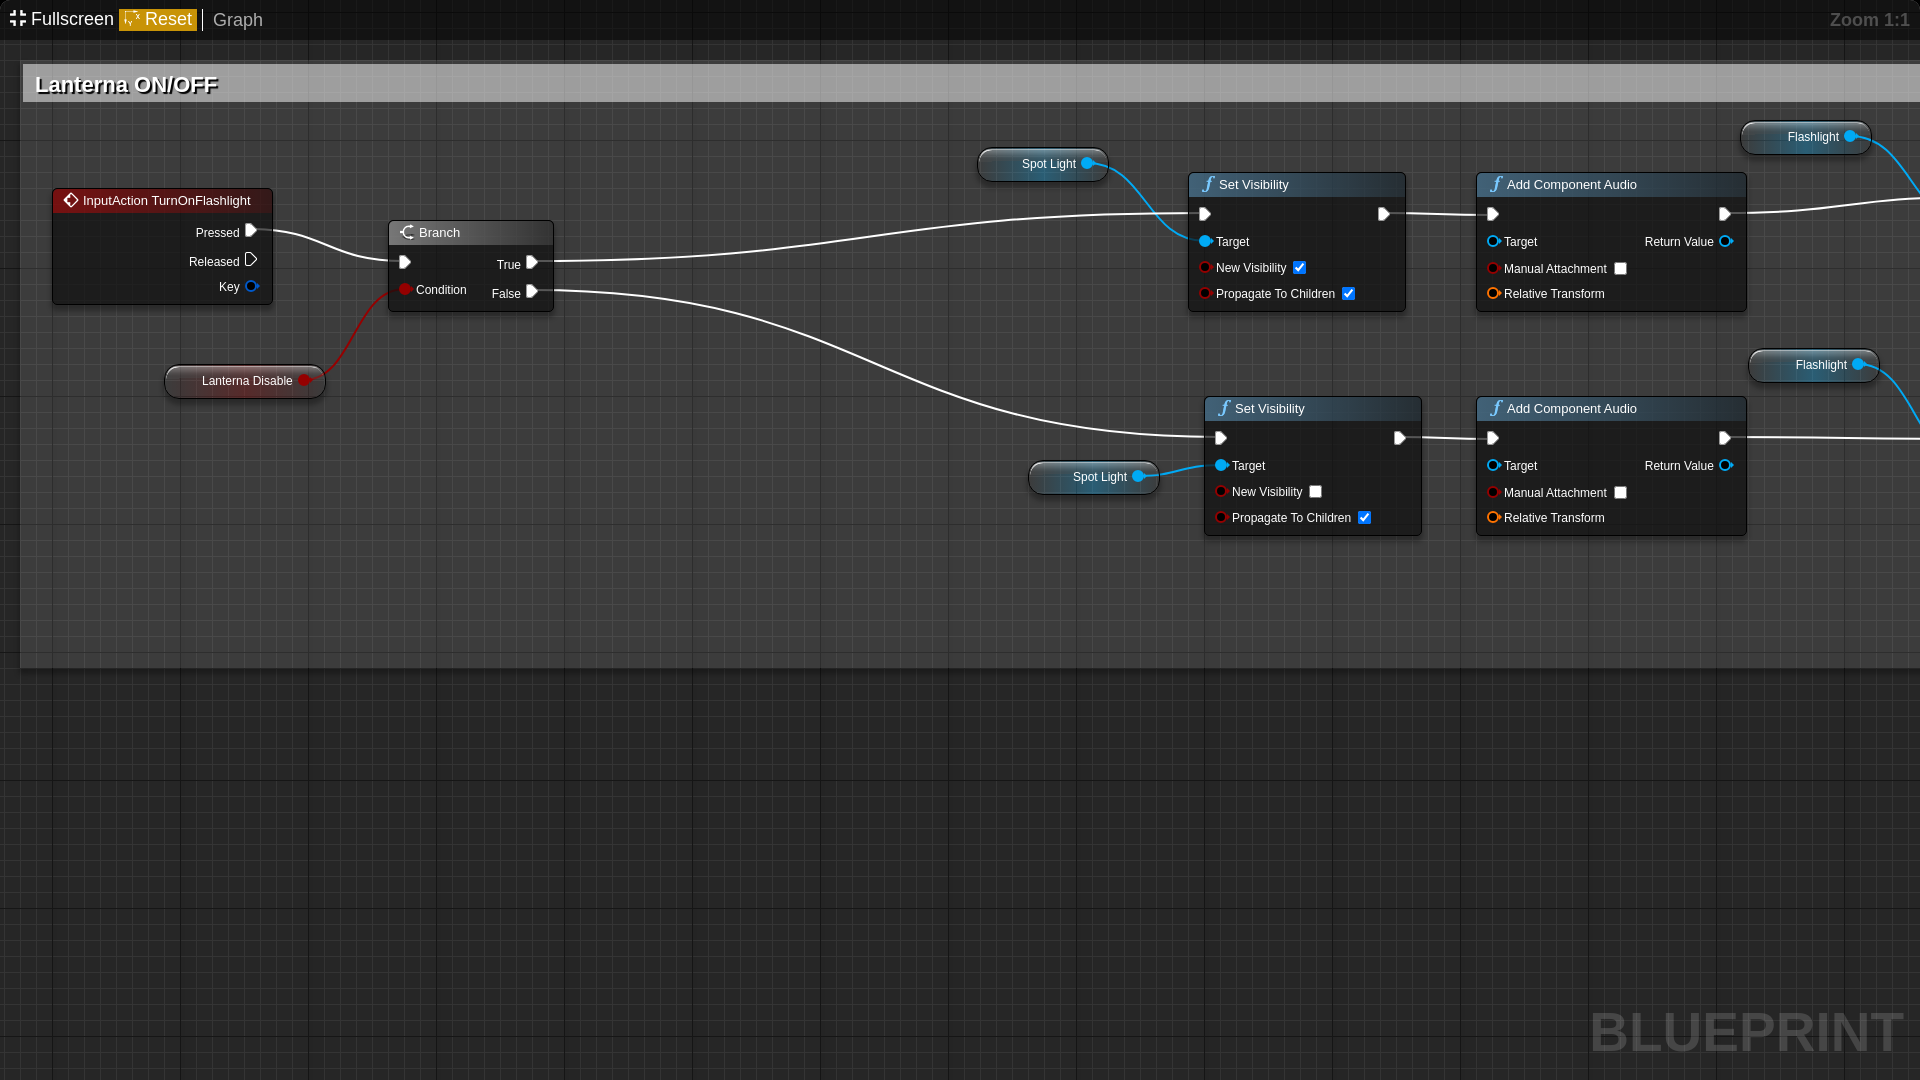 Fullscreen Reset Graph
Zoom 1:1
Lanterna ON/OFF
Flashlight
Spot Light
InputAction TurnOnFlashlight
Pressed
Released
Key
Branch
True
Condition
False
Lanterna Disable
Set Visibility
Target
New Visibility
Propagate To Children
Add Component Audio
Target
Return Value
Manual Attachment
Relative Transform
Flashlight
Set Visibility
Target
New Visibility
Propagate To Children
Spot Light
Add Component Audio
Target
Return Value
Manual Attachment
Relative Transform
BLUEPRINT